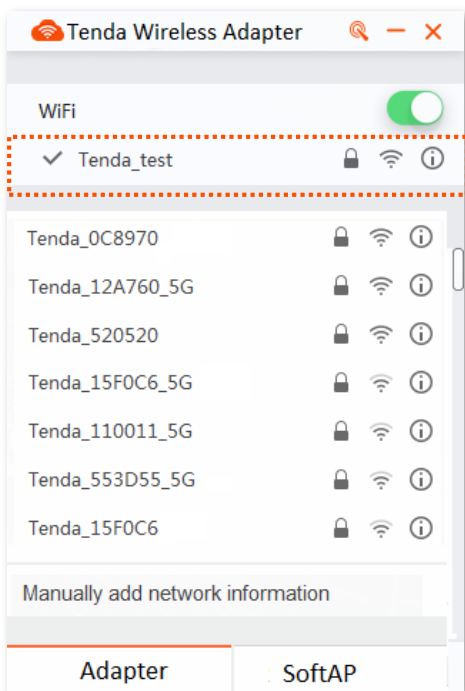 Tenda Wireless Adapter
WiFi
Tenda_test
Tenda_0C8970
Tenda_12A760_5G
Tenda_520520
Tenda_15F0C6_5G
Tenda_110011_5G
Tenda_553D55_5G
Tenda_15F0C6
Manually add network information
Adapter SoftAP